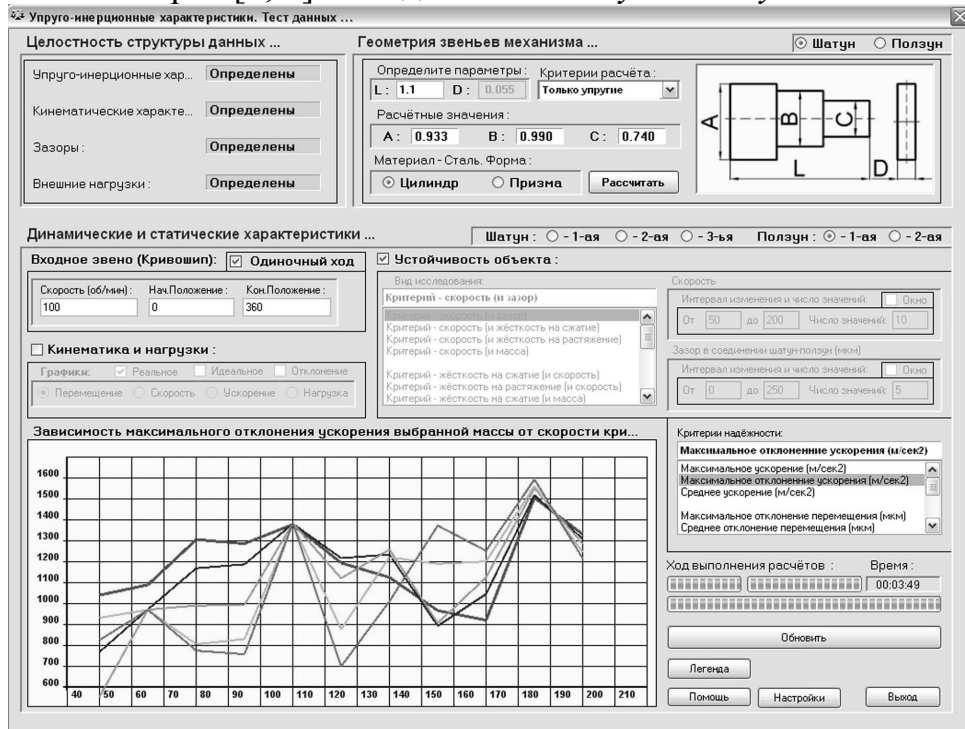 Упруго-инерционные характеристики. Тест данных ...
Целостность структуры данных ...
Упруго-инерционные хар... Определены
Кинематические характе... Определены
Зазоры : Определены
Внешние нагрузки : Определены
Геометрия звеньев механизма ...
Шатун Ползун
Определите параметры : Критерии расчёта :
L : 1.1 D : 0.055 Только упругие
Расчётные значения :
A : 0.933 B : 0.990 C : 0.740
Материал - Сталь. Форма :
Цилиндр Призма Рассчитать
A B C L D
Динамические и статические характеристики ...
Шатун : - 1-ая - 2-ая - 3-ья Ползун : - 1-ая - 2-ая
Входное звено (Кривошип): Одиночный ход
Скорость (об/мин) : Нач.Положение : Кон.Положение :
100 0 360
Кинематика и нагрузки :
Графики: Реальное Идеальное Отклонение
Перемещение Скорость Ускорение Нагрузка
Устойчивость объекта :
Вид исследования:
Критерий - скорость (и зазор)
Критерий - скорость (и зазор)
Критерий - скорость (и жёсткость на сжатие)
Критерий - скорость (и жёсткость на растяжение)
Критерий - скорость (и масса)
Критерий - жёсткость на сжатие (и скорость)
Критерий - жёсткость на растяжение (и скорость)
Критерий - жёсткость на сжатие (и масса)
Скорость
Интервал изменения и число значений: Окно
От 50 до 200 Число значений: 10
Зазор в соединении шатун-ползун (мкм)
Интервал изменения и число значений: Окно
От 0 до 250 Число значений: 5
Зависимость максимального отклонения ускорения выбранной массы от скорости кри...
1600
1500
1400
1300
1200
1100
1000
900
800
700
600
40 50 60 70 80 90 100 110 120 130 140 150 160 170 180 190 200 210
Критерии надёжности:
Максимальное отклоненние ускорения (м/сек2)
Максимальное ускорение (м/сек2)
Максимальное отклоненние ускорения (м/сек2)
Среднее ускорение (м/сек2)
Максимальное отклонение перемещения (мкм)
Среднее отклонение перемещения (мкм)
Ход выполнения расчётов : Время :
00:03:49
Обновить
Легенда
Помощь Настройки Выход